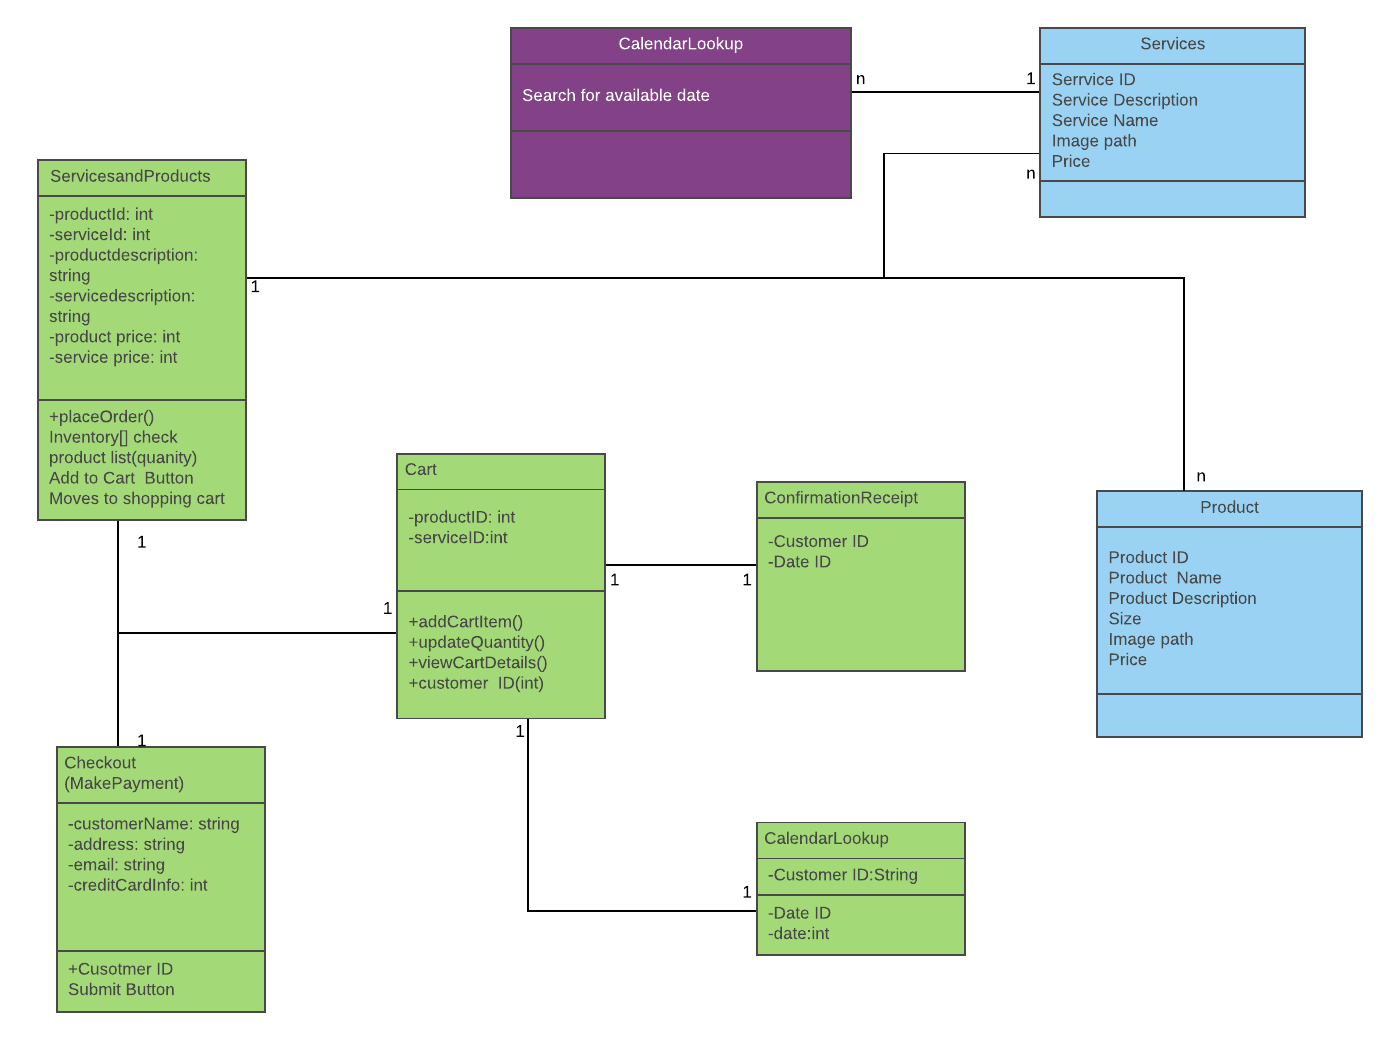 CalendarLookup
Search for available date
n
1
Services
Serrvice ID
Service Description
Service Name
Image path
Price
n
ServicesandProducts
-productId: int
-serviceId: int
-productdescription:
string
-servicedescription:
string
-product price: int
-service price: int
+placeOrder()
Inventory[] check
product list(quanity)
Add to Cart  Button
Moves to shopping cart
1
1
1
Cart
-productID: int
-serviceID:int
+addCartItem()
+updateQuantity()
+viewCartDetails()
+customer  ID(int)
1
1
ConfirmationReceipt
-Customer ID
-Date ID
n
Product
Product ID
Product  Name
Product Description
Size
Image path
Price
1
Checkout
(MakePayment)
-customerName: string
-address: string
-email: string
-creditCardInfo: int
+Cusotmer ID
Submit Button
1
1
CalendarLookup
-Customer ID:String
-Date ID
-date:int